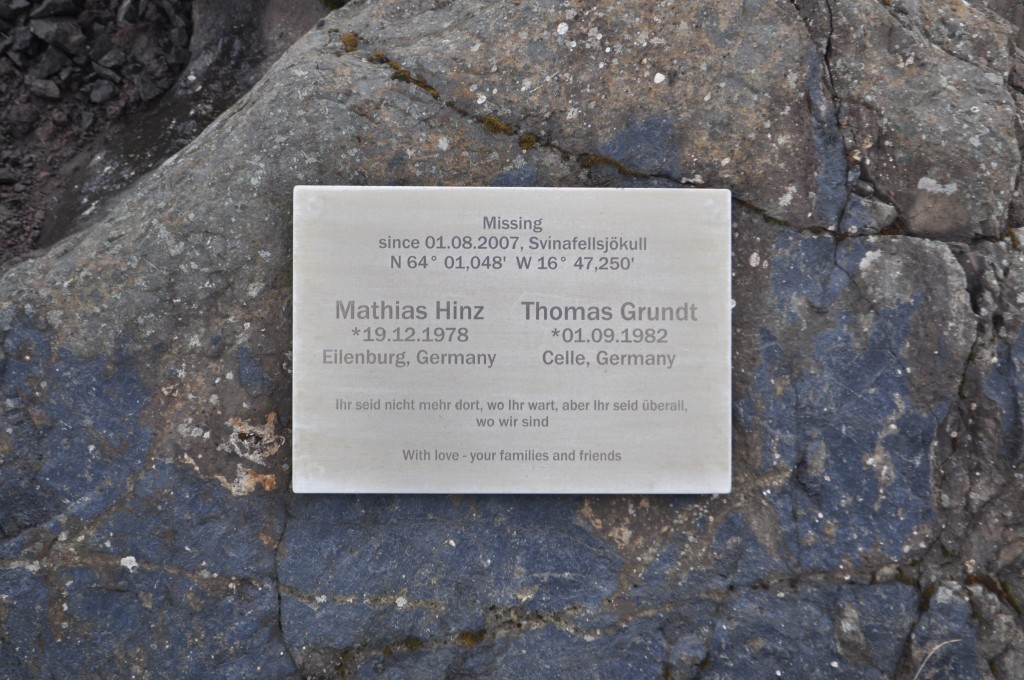 Missing
since 01.08.2007, Svinafellsjökull
N 64° 01,048' W 16° 47,250'
Mathias Hinz
*19.12.1978
Eilenburg, Germany
Thomas Grundt
*01.09.1982
Celle, Germany
Ihr seid nicht mehr dort, wo Ihr wart, aber Ihr seid überall,
wo wir sind
With love - your families and friends